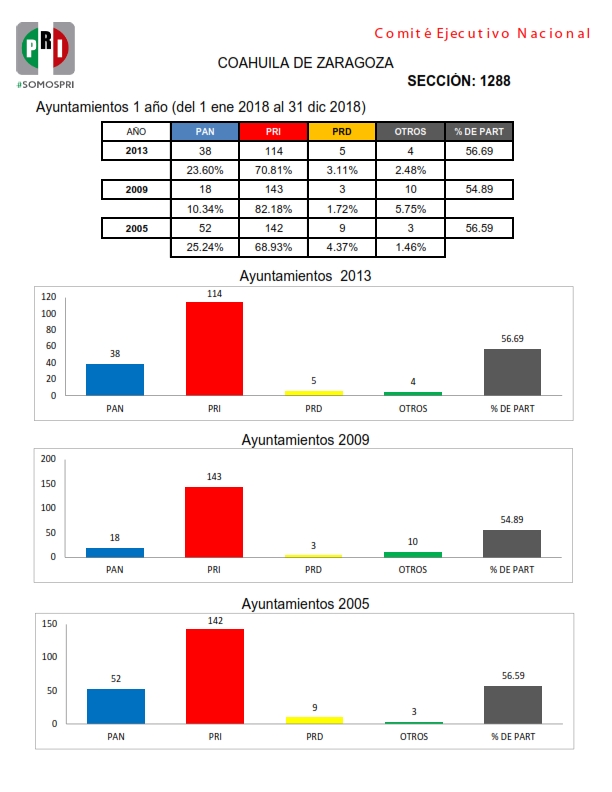 Comité Ejecutivo Nacional
PRI
#SOMOSPRI
COAHUILA DE ZARAGOZA
SECCIÓN: 1288
Ayuntamientos 1 año (del 1 ene 2018 al 31 dic 2018)
AÑO PAN PRI PRD OTROS % DE PART
2013 38 114 5 4 56.69
23.60% 70.81% 3.11% 2.48%
2009 18 143 3 10 54.89
10.34% 82.18% 1.72% 5.75%
2005 52 142 9 3 56.59
25.24% 68.93% 4.37% 1.46%
Ayuntamientos 2013
120
100
80
60
40
20
0
38
114
5
4
56.69
PAN PRI PRD OTROS % DE PART
Ayuntamientos 2009
200
150
100
50
0
18
143
3
10
54.89
PAN PRI PRD OTROS % DE PART
Ayuntamientos 2005
150
100
50
0
52
142
9
3
56.59
PAN PRI PRD OTROS % DE PART